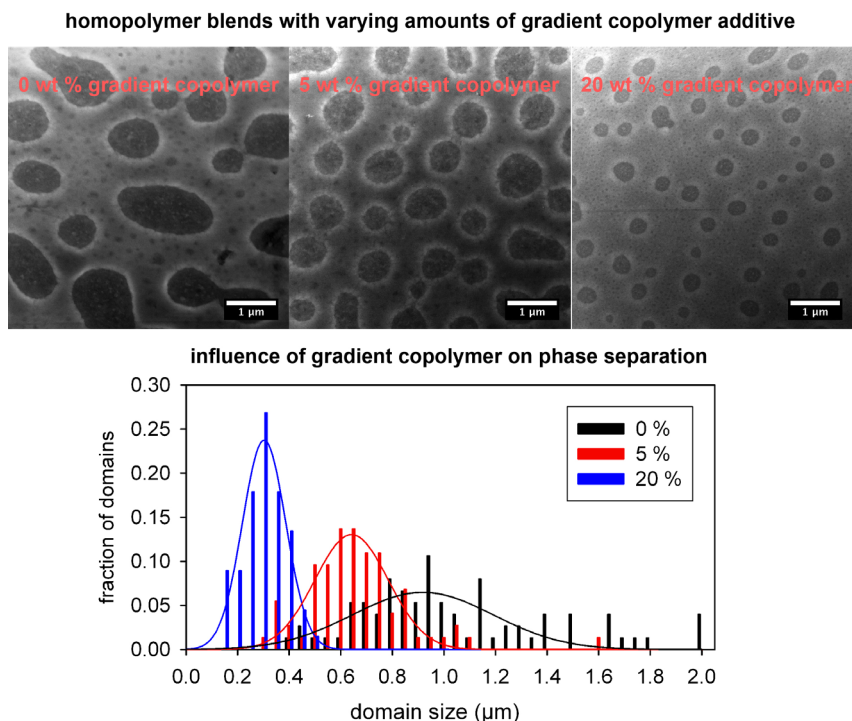 homopolymer blends with varying amounts of gradient copolymer additive
0 wt % gradient copolymer 5 wt % gradient copolymer 20 wt % gradient copolymer
1 µm 1 µm 1 µm
influence of gradient copolymer on phase separation
0.30
0.25
0.20
0.15
0.10
0.05
0.00
fraction of domains
0 %
5 %
20 %
0.0 0.2 0.4 0.6 0.8 1.0 1.2 1.4 1.6 1.8 2.0
domain size (µm)